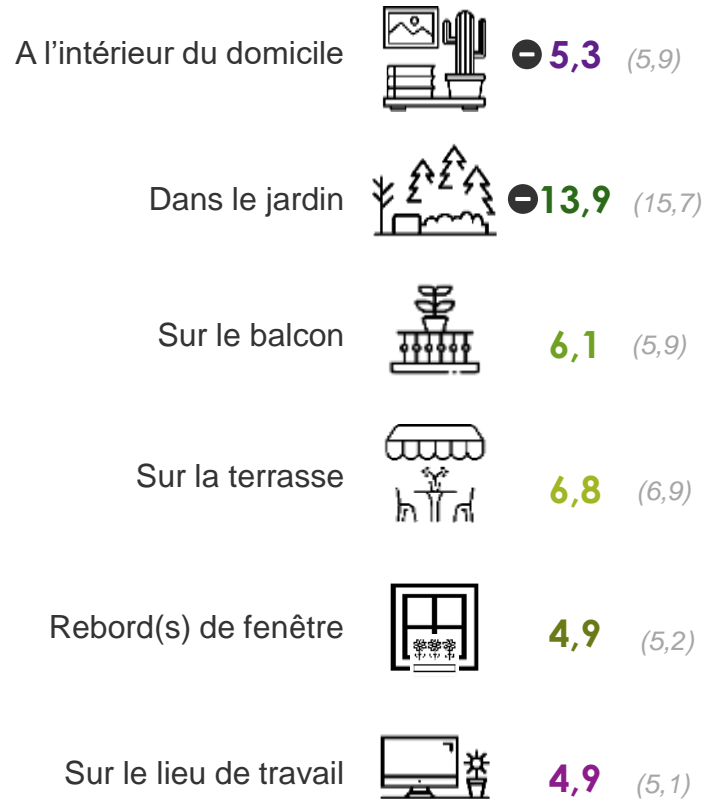 A l’intérieur du domicile - 5,3 (5,9)
Dans le jardin - 13,9 (15,7)
Sur le balcon 6,1 (5,9)
Sur la terrasse 6,8 (6,9)
Rebord(s) de fenêtre 4,9 (5,2)
Sur le lieu de travail 4,9 (5,1)